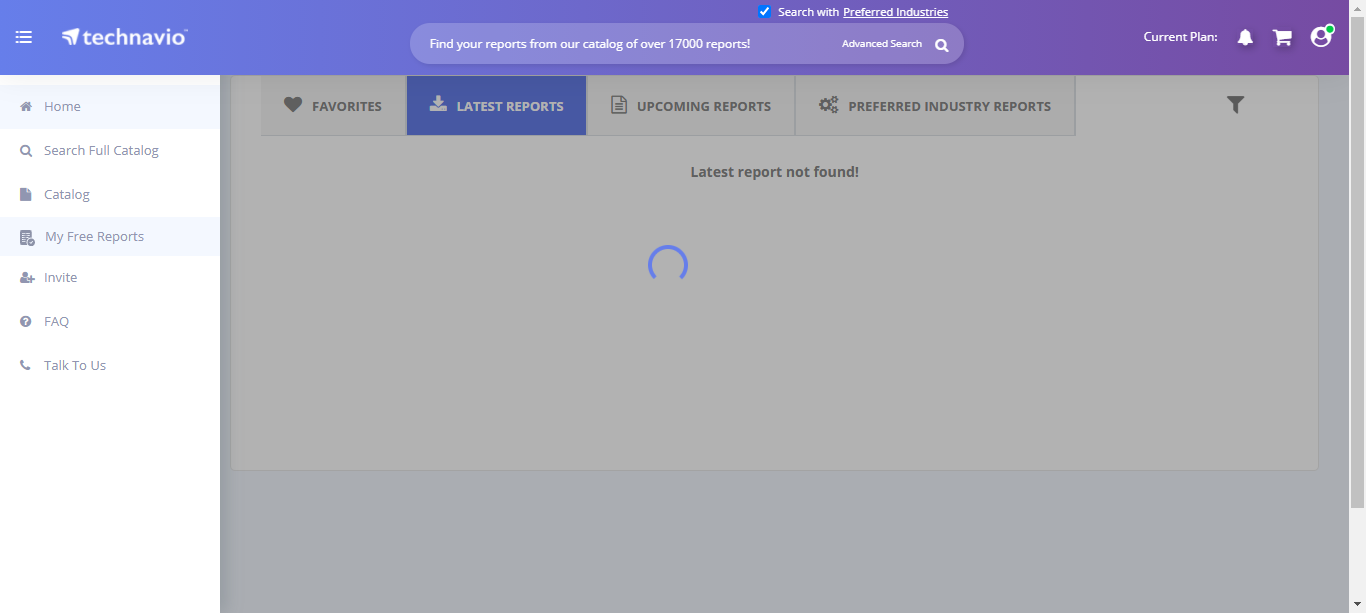 Search with Preferred Industries
technavio
Find your reports from our catalog of over 17000 reports!
Advanced Search
Current Plan:
Home
Search Full Catalog
Catalog
My Free Reports
Invite
FAQ
Talk To Us
FAVORITES
LATEST REPORTS
UPCOMING REPORTS
PREFERRED INDUSTRY REPORTS
Latest report not found!